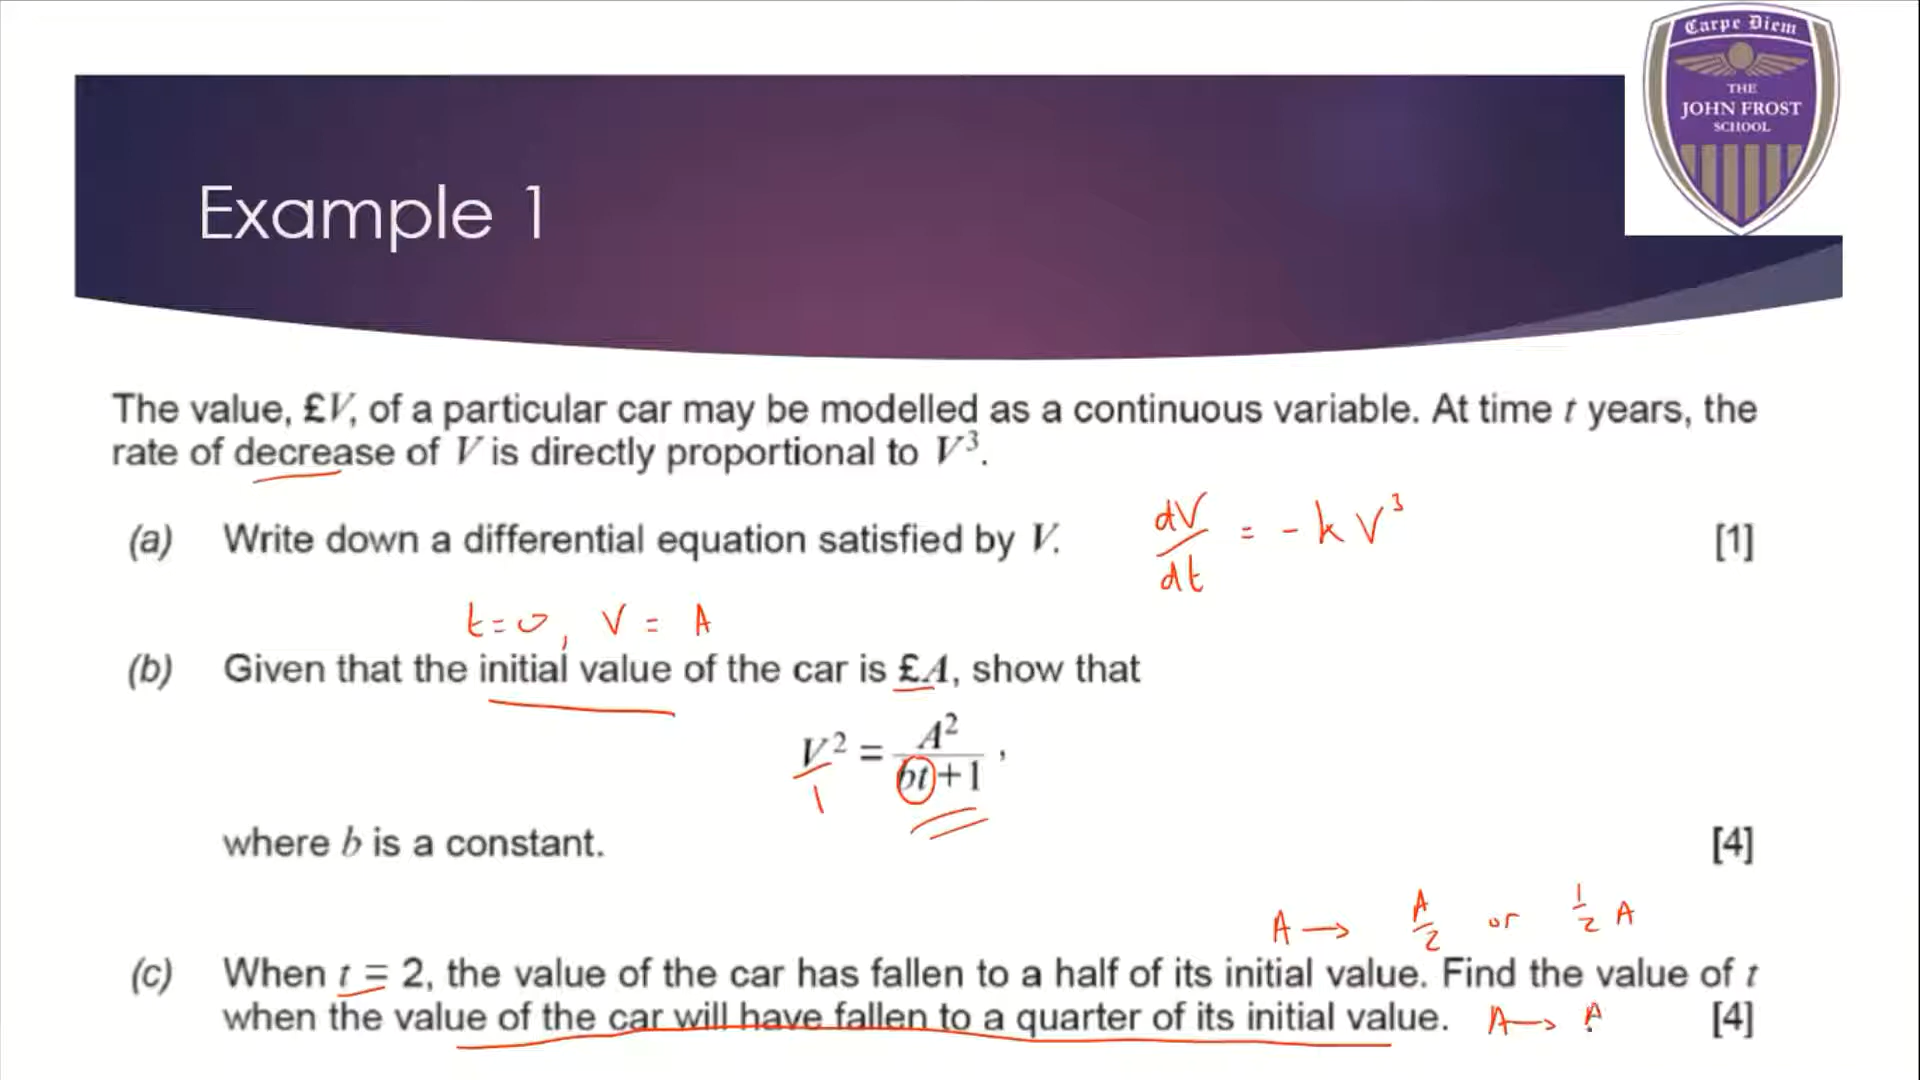 Carpe Diem
THE
JOHN FROST
SCHOOL
Example 1
The value, £V, of a particular car may be modelled as a continuous variable. At time t years, the
rate of decrease of V is directly proportional to V³.
(a) Write down a differential equation satisfied by V. dV/dt = -kV³ [1]
t=0, V = A
(b) Given that the initial value of the car is £A, show that
V² = A²/(bt+1),
1
where b is a constant. [4]
A → A/2 or 1/2 A
(c) When t = 2, the value of the car has fallen to a half of its initial value. Find the value of t
when the value of the car will have fallen to a quarter of its initial value. A → A [4]